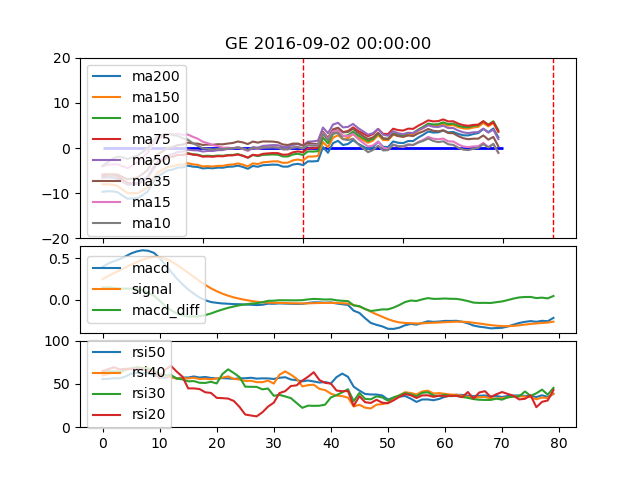 GE 2016-09-02 00:00:00
20
10
0
−10
−20
ma200
ma150
ma100
ma75
ma50
ma35
ma15
ma10
0.5
0.0
macd
signal
macd_diff
100
50
0
rsi50
rsi40
rsi30
rsi20
0 10 20 30 40 50 60 70 80